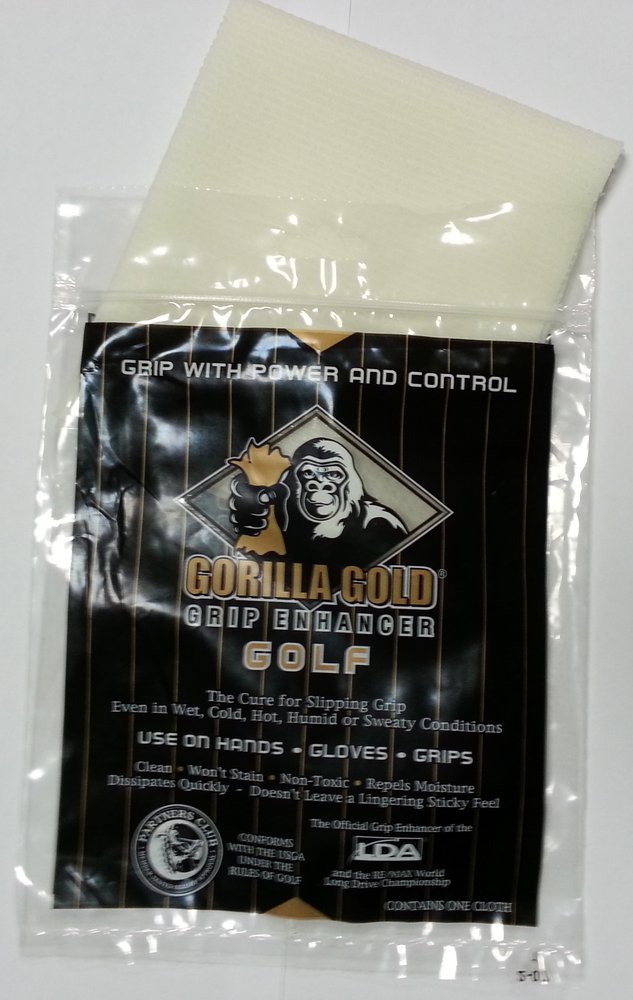 GRIP WITH POWER AND CONTROL
GORILLA GOLD®
GRIP ENHANCER
GOLF
The Cure for Slipping Grip
Even in Wet, Cold, Hot, Humid or Sweaty Conditions
USE ON HANDS • GLOVES • GRIPS
Clean • Won't Stain • Non-Toxic • Repels Moisture
Dissipates Quickly - Doesn't Leave a Lingering Sticky Feel
PARTNERS CLUB
CONFORMS
WITH THE USGA
UNDER THE
RULES OF GOLF
The Official Grip Enhancer of the
LDA
and the RE/MAX World
Long Drive Championship
CONTAINS ONE CLOTH